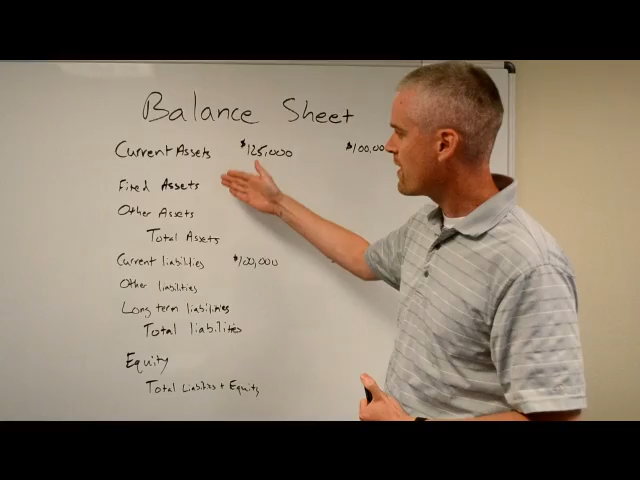 Balance Sheet
Current Assets $125,000 $100,00
Fixed Assets
Other Assets
Total Assets
Current liabilities $100,000
Other liabilities
Long term liabilities
Total liabilities
Equity
Total Liabilities + Equity